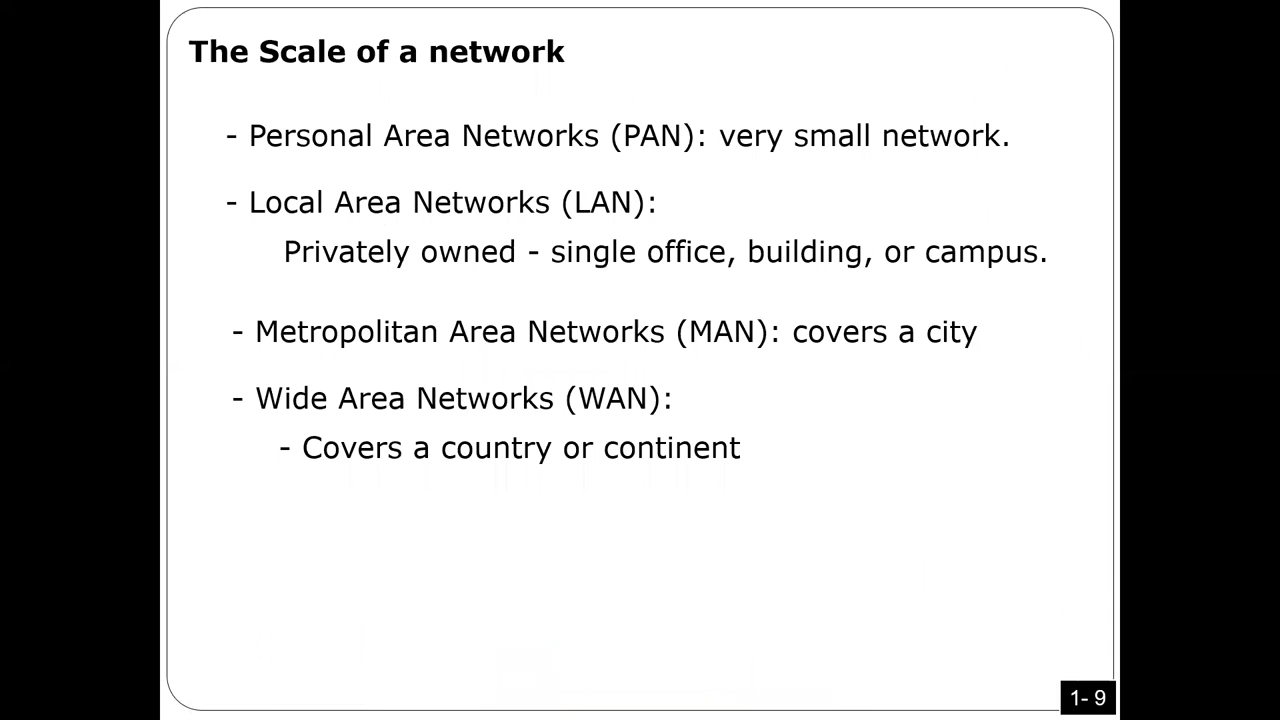 The Scale of a network
- Personal Area Networks (PAN): very small network.
- Local Area Networks (LAN):
Privately owned - single office, building, or campus.
- Metropolitan Area Networks (MAN): covers a city
- Wide Area Networks (WAN):
- Covers a country or continent
1- 9